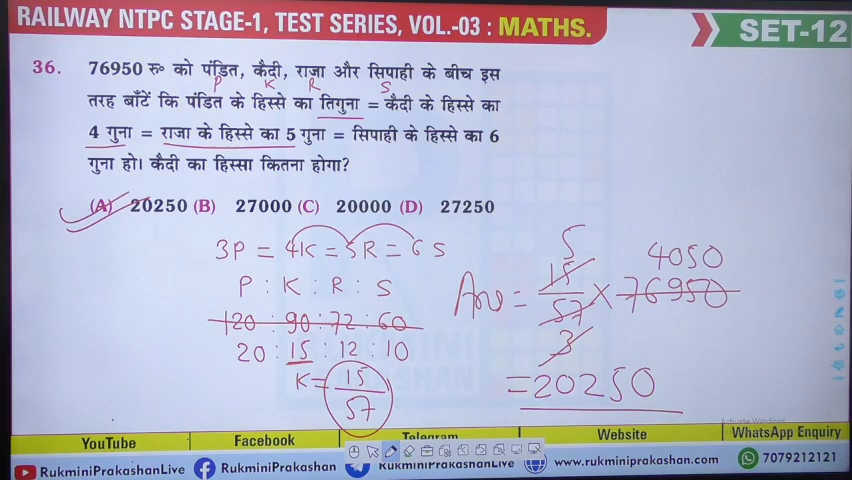 RAILWAY NTPC STAGE-1, TEST SERIES, VOL.-03 : MATHS.
SET-12
36. 76950 रु० को पंडित, कैदी, राजा और सिपाही के बीच इस
P K R S
तरह बाँटें कि पंडित के हिस्से का तिगुना = कैदी के हिस्से का
4 गुना = राजा के हिस्से का 5 गुना = सिपाही के हिस्से का 6
गुना हो। कैदी का हिस्सा कितना होगा?
(A) 20250 (B) 27000 (C) 20000 (D) 27250
3P = 4K = 5R = 6S
P : K : R : S
120 : 90 : 72 : 60
20 : 15 : 12 : 10
K = 15/57
5 4050
Ans = 15/57 × 76950
3
= 20250
Activate Windows
YouTube Facebook Telegram Website WhatsApp Enquiry
RukminiPrakashanLive RukminiPrakashan RukminiPrakashanLive www.rukminiprakashan.com 7079212121